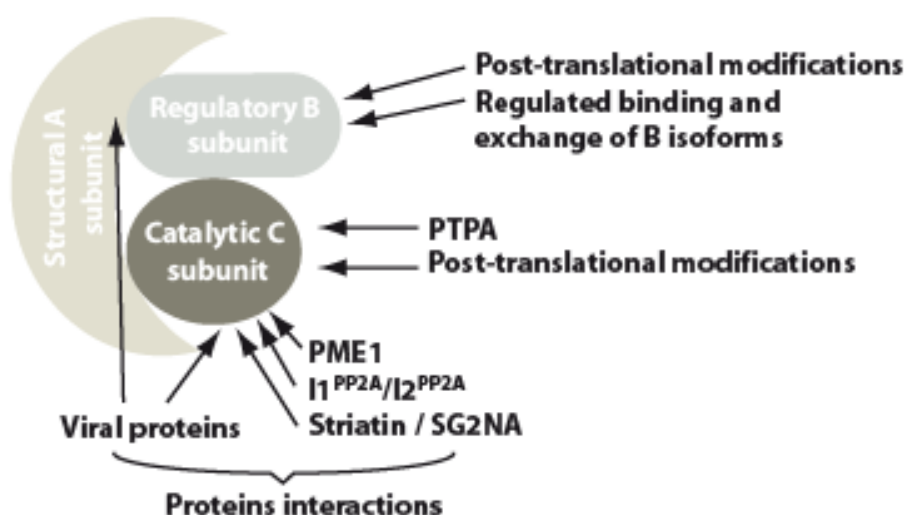 Structural A
subunit
Regulatory B
subunit
Catalytic C
subunit
Post-translational modifications
Regulated binding and
exchange of B isoforms
PTPA
Post-translational modifications
PME1
I1PP2A/I2PP2A
Striatin / SG2NA
Viral proteins
Proteins interactions